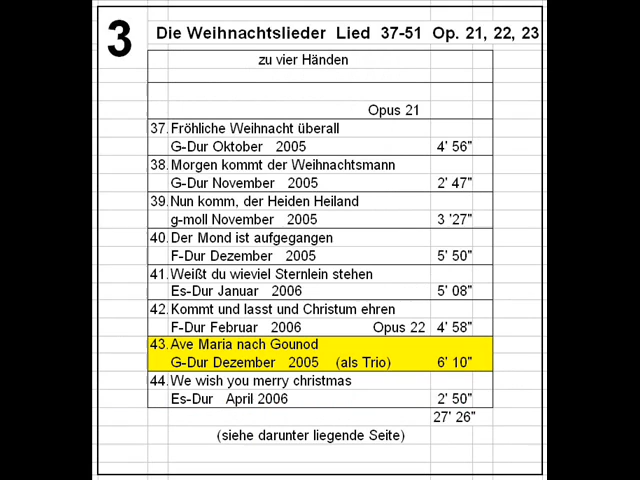 3 Die Weihnachtslieder Lied 37-51 Op. 21, 22, 23
zu vier Händen
Opus 21
37. Fröhliche Weihnacht überall
G-Dur Oktober 2005 4' 56"
38. Morgen kommt der Weihnachtsmann
G-Dur November 2005 2' 47"
39. Nun komm, der Heiden Heiland
g-moll November 2005 3 '27"
40. Der Mond ist aufgegangen
F-Dur Dezember 2005 5' 50"
41. Weißt du wieviel Sternlein stehen
Es-Dur Januar 2006 5' 08"
42. Kommt und lasst und Christum ehren
F-Dur Februar 2006 Opus 22 4' 58"
43. Ave Maria nach Gounod
G-Dur Dezember 2005 (als Trio) 6' 10"
44. We wish you merry christmas
Es-Dur April 2006 2' 50"
27' 26"
(siehe darunter liegende Seite)